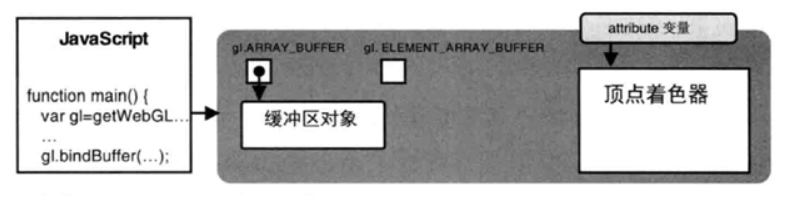 JavaScript
function main() {
var gl=getWebGL…
…
gl.bindBuffer(…);
gl.ARRAY_BUFFER
gl. ELEMENT_ARRAY_BUFFER
缓冲区对象
attribute 变量
顶点着色器